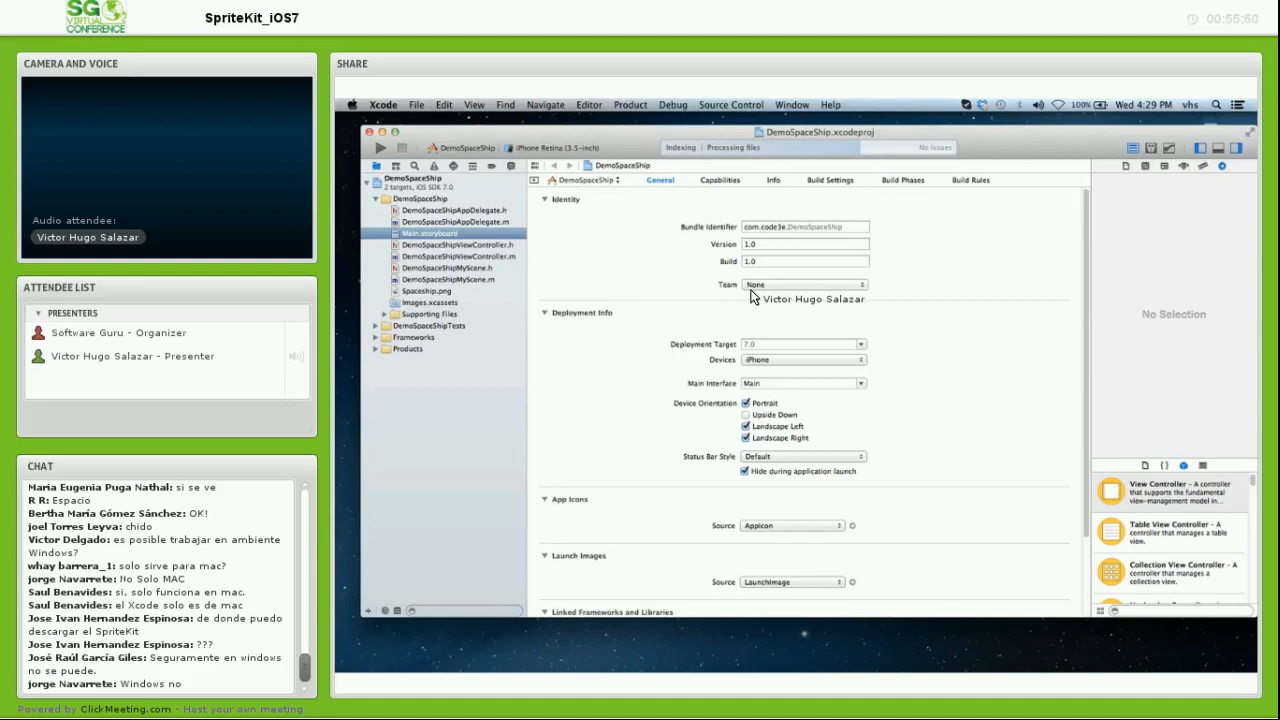 SG
VIRTUAL
CONFERENCE
SpriteKit_iOS7
00:55:50
CAMERA AND VOICE
Audio attendee:
Victor Hugo Salazar
ATTENDEE LIST
PRESENTERS
Software Guru - Organizer
Victor Hugo Salazar - Presenter
CHAT
Maria Eugenia Puga Nathal: si se ve
R R: Espacio
Bertha María Gómez Sánchez: OK!
joel Torres Leyva: chido
Victor Delgado: es posible trabajar en ambiente
Windows?
whay barrera_1: solo sirve para mac?
jorge Navarrete: No Solo MAC
Saul Benavides: si, solo funciona en mac.
Saul Benavides: el Xcode solo es de mac
Jose Ivan Hernandez Espinosa: de donde puedo
descargar el SpriteKit
Jose Ivan Hernandez Espinosa: ???
José Raúl García Giles: Seguramente en windows
no se puede.
jorge Navarrete: Windows no
Powered by ClickMeeting.com - Host your own meeting
SHARE
Xcode File Edit View Find Navigate Editor Product Debug Source Control Window Help
100% Wed 4:29 PM vhs
DemoSpaceShip.xcodeproj
DemoSpaceShip iPhone Retina (3.5-inch)
Indexing | Processing files
No Issues
DemoSpaceShip
2 targets, iOS SDK 7.0
DemoSpaceShip
DemoSpaceShipAppDelegate.h
DemoSpaceShipAppDelegate.m
Main.storyboard
DemoSpaceShipViewController.h
DemoSpaceShipViewController.m
DemoSpaceShipMyScene.h
DemoSpaceShipMyScene.m
Spaceship.png
Images.xcassets
Supporting Files
DemoSpaceShipTests
Frameworks
Products
DemoSpaceShip
DemoSpaceShip General Capabilities Info Build Settings Build Phases Build Rules
Identity
Bundle Identifier com.code3e.DemoSpaceShip
Version 1.0
Build 1.0
Team None
Victor Hugo Salazar
Deployment Info
Deployment Target 7.0
Devices iPhone
Main Interface Main
Device Orientation Portrait
Upside Down
Landscape Left
Landscape Right
Status Bar Style Default
Hide during application launch
App Icons
Source AppIcon
Launch Images
Source LaunchImage
Linked Frameworks and Libraries
No Selection
View Controller - A controller
that supports the fundamental
view-management model in...
Table View Controller - A
controller that manages a table
view.
Collection View Controller - A
controller that manages a
collection view.